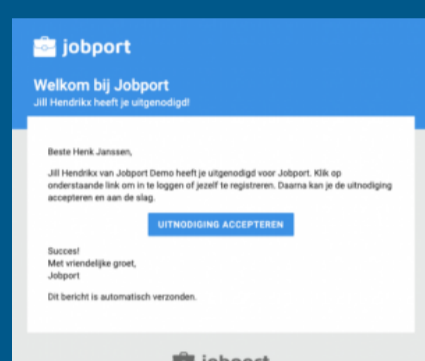 jobport
Welkom bij Jobport
Jill Hendrikx heeft je uitgenodigd!
Beste Henk Janssen,
Jill Hendrikx van Jobport Demo heeft je uitgenodigd voor Jobport. Klik op
onderstaande link om in te loggen of jezelf te registreren. Daarna kan je de uitnodiging
accepteren en aan de slag.
UITNODIGING ACCEPTEREN
Succes!
Met vriendelijke groet,
Jobport
Dit bericht is automatisch verzonden.
jobport